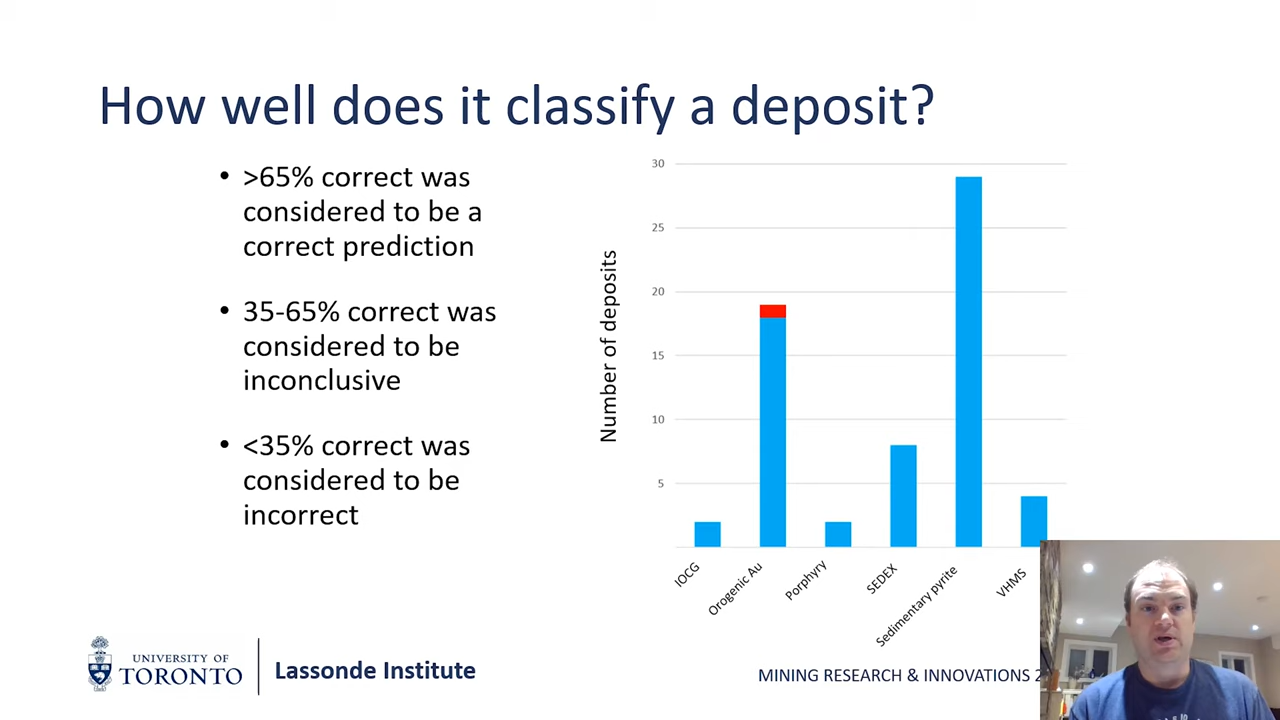 How well does it classify a deposit?
• >65% correct was
considered to be a
correct prediction
• 35-65% correct was
considered to be
inconclusive
• <35% correct was
considered to be
incorrect
Number of deposits
30
25
20
15
10
5
IOCG
Orogenic Au
Porphyry
SEDEX
Sedimentary pyrite
VHMS
UNIVERSITY OF
TORONTO
Lassonde Institute
MINING RESEARCH & INNOVATIONS